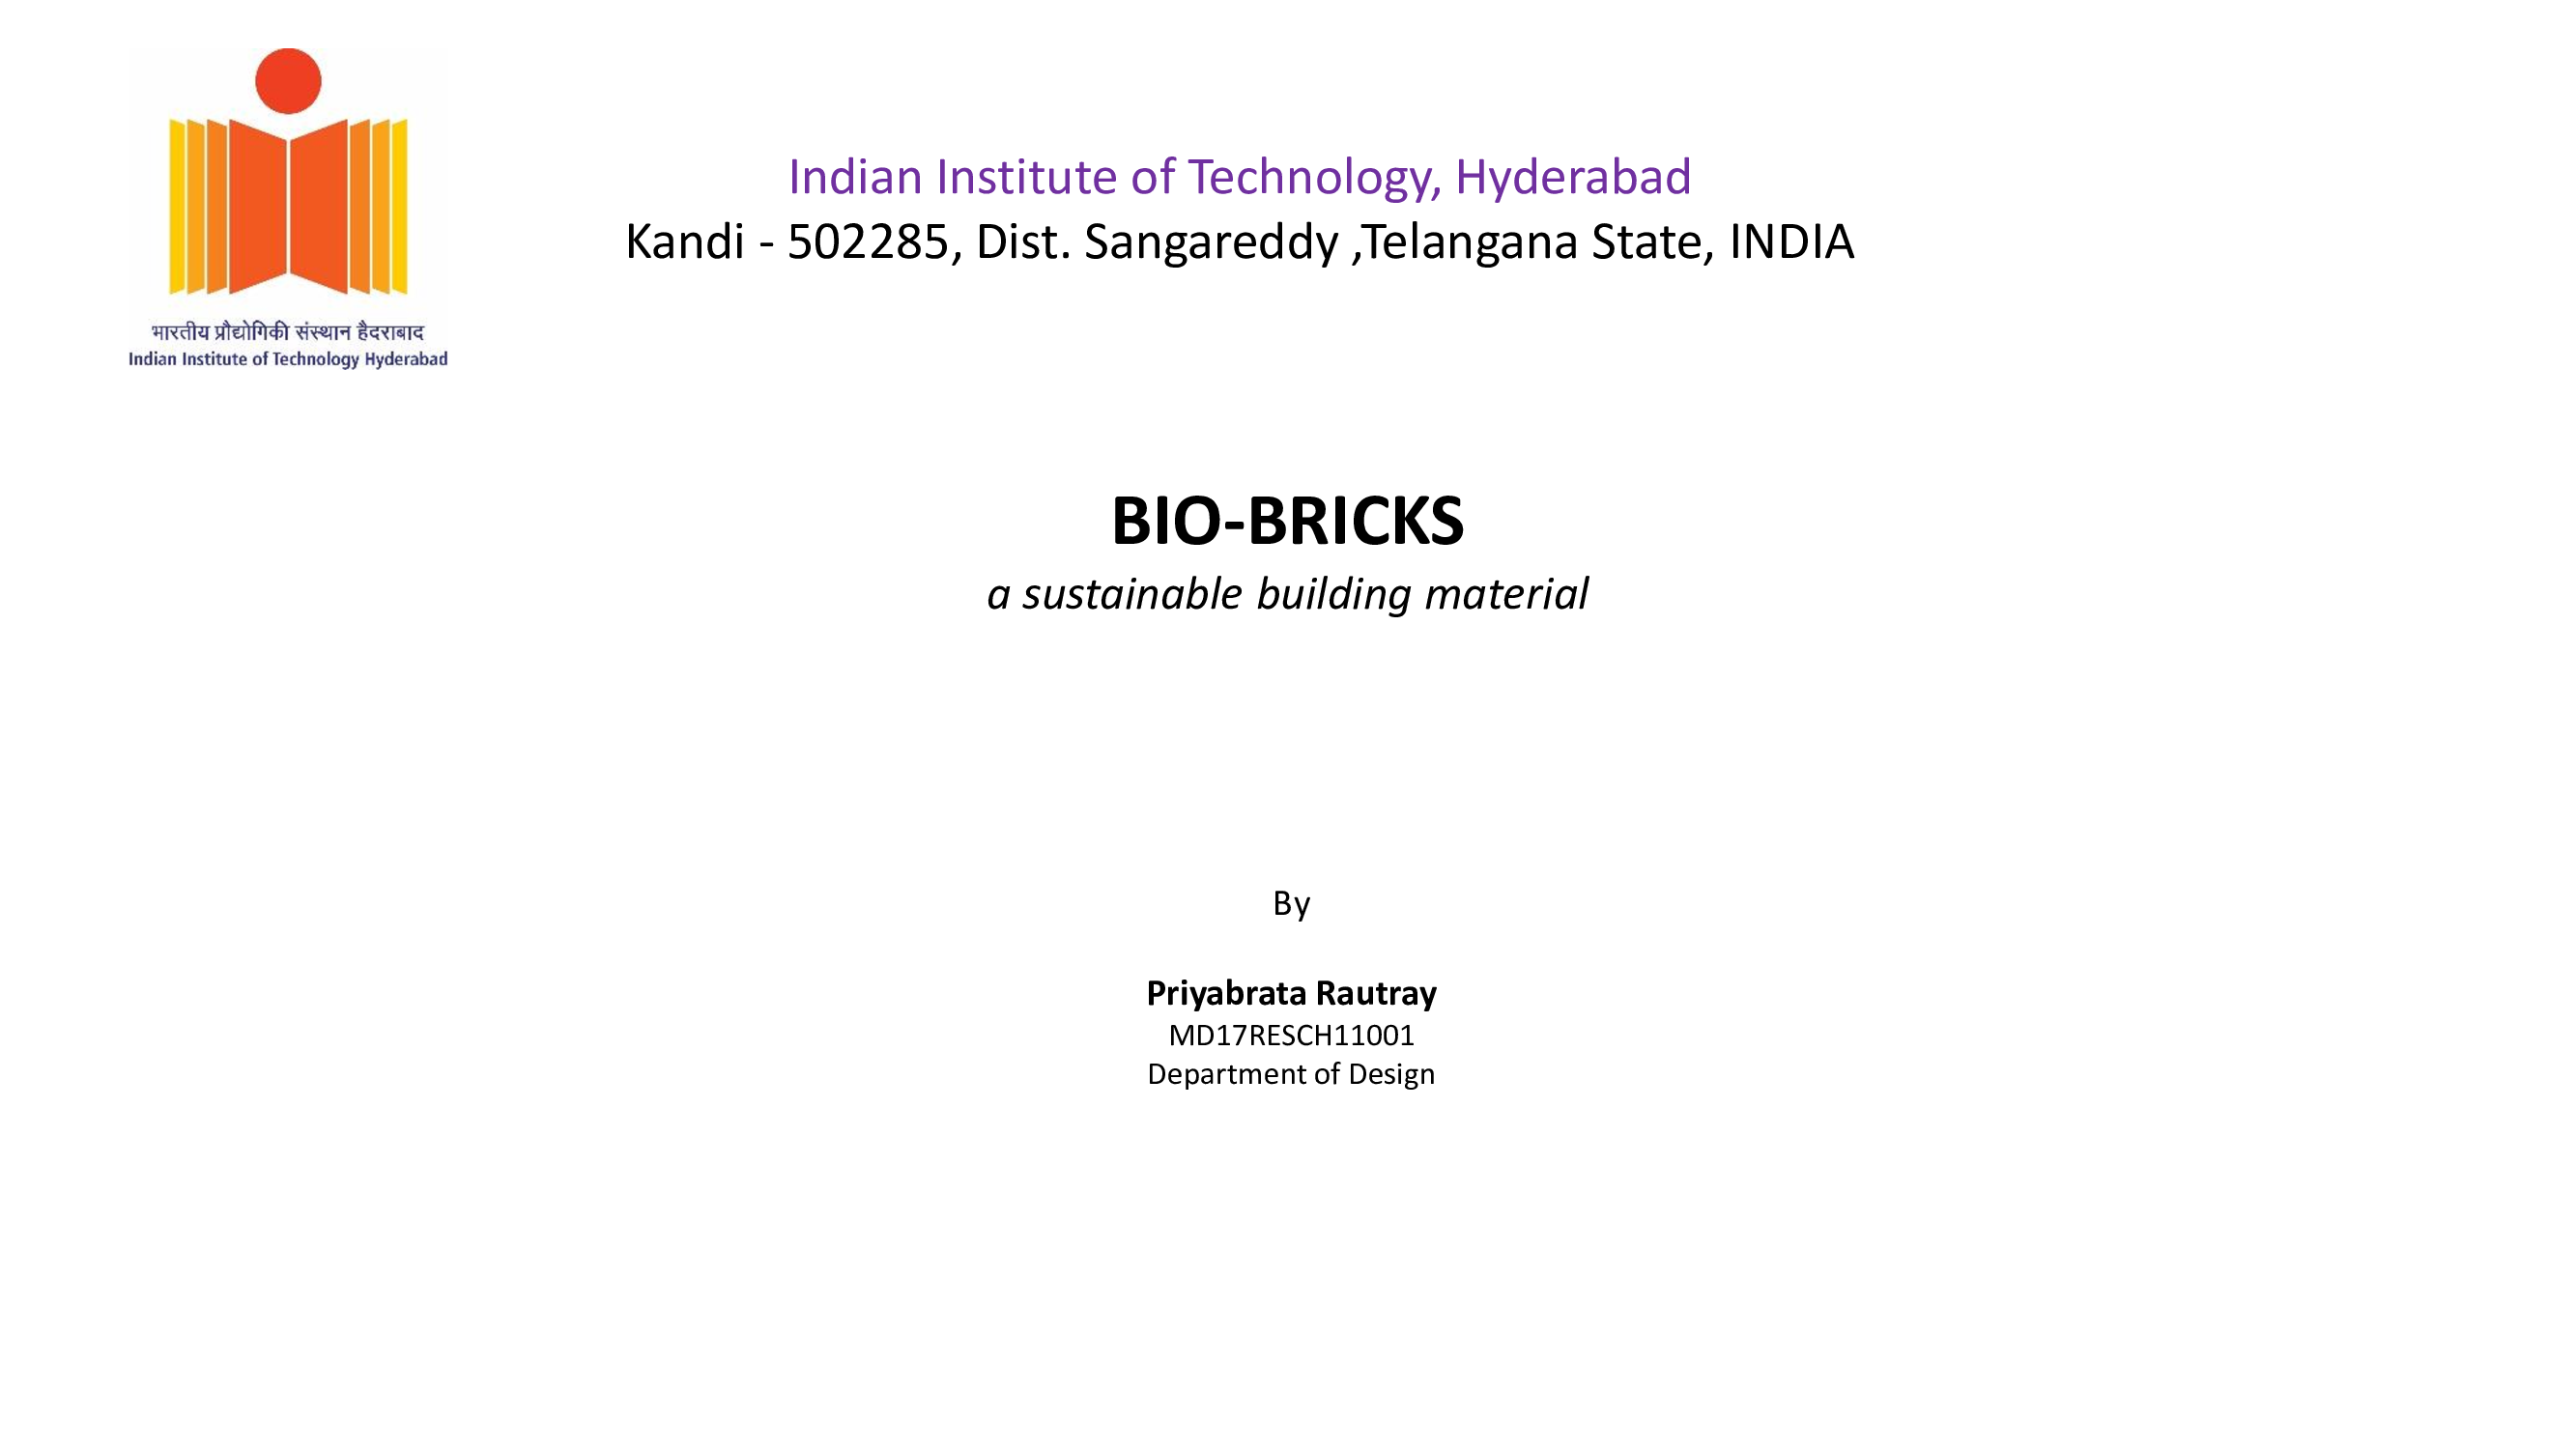 भारतीय प्रौद्योगिकी संस्थान हैदराबाद
Indian Institute of Technology Hyderabad
Indian Institute of Technology, Hyderabad
Kandi - 502285, Dist. Sangareddy ,Telangana State, INDIA
BIO-BRICKS
a sustainable building material
By
Priyabrata Rautray
MD17RESCH11001
Department of Design